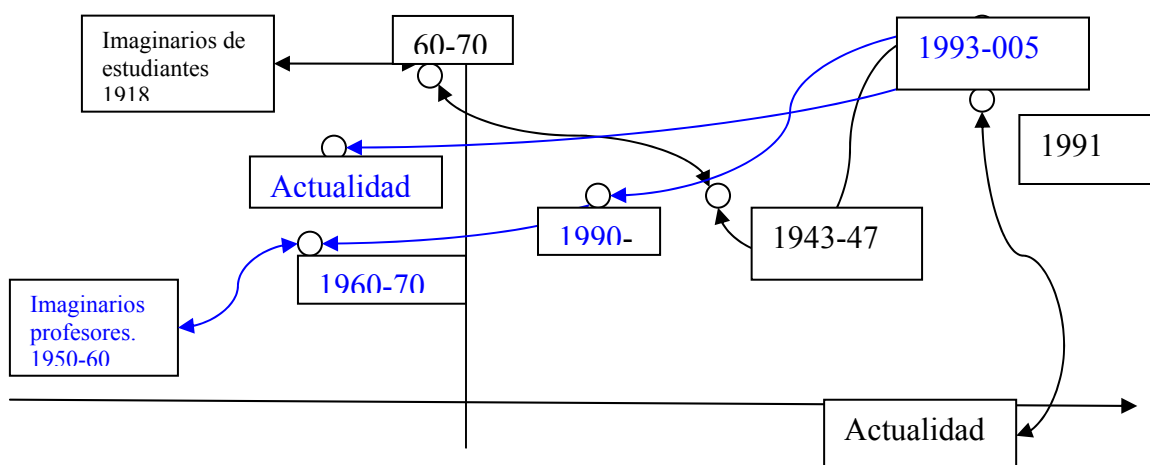 Imaginarios de
estudiantes
1918
60-70
1993-005
1991
Actualidad
1990-
1943-47
1960-70
Imaginarios
profesores.
1950-60
Actualidad